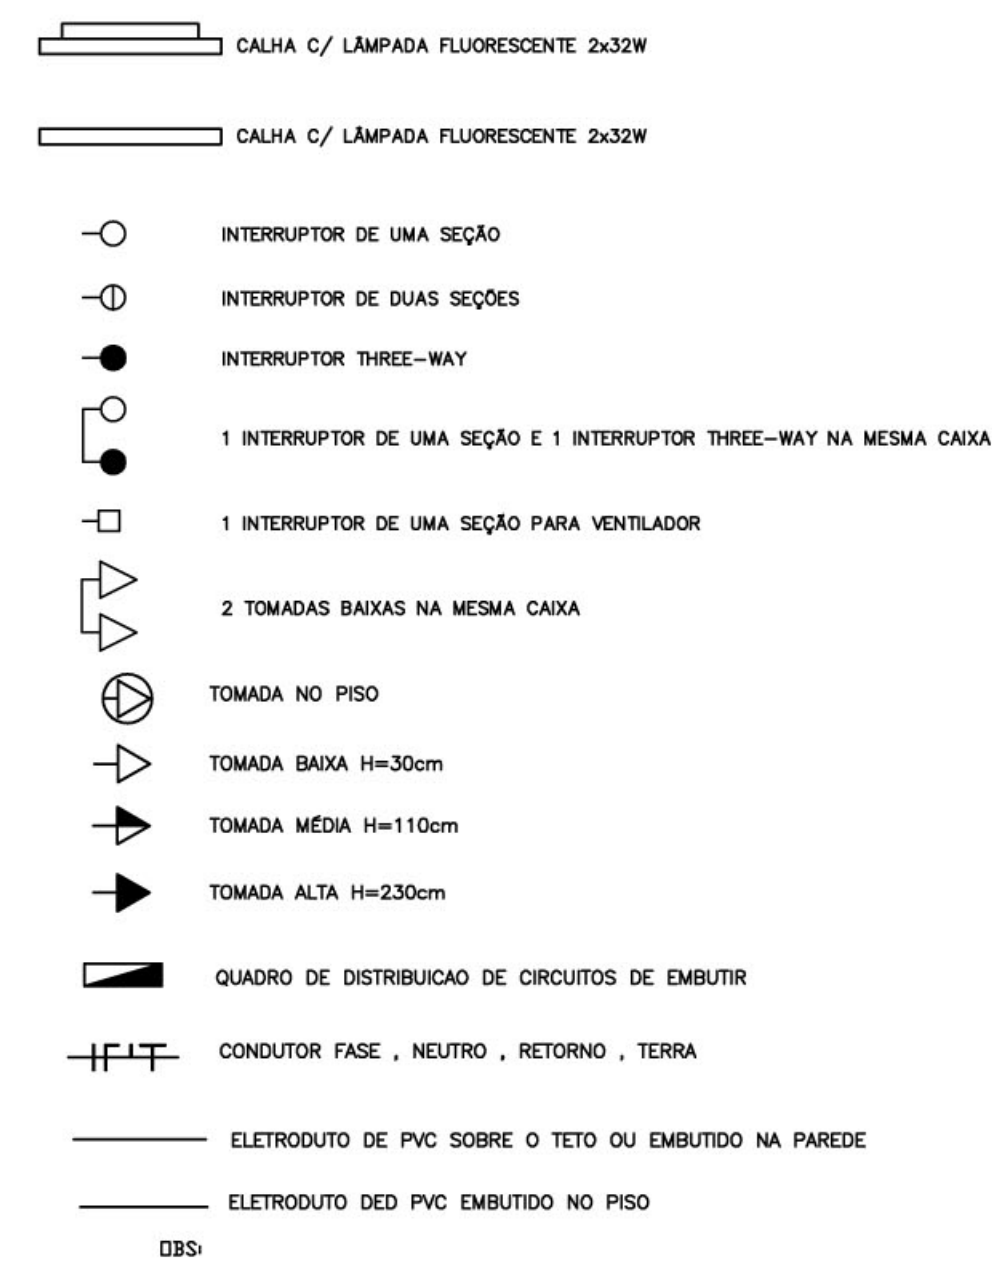 CALHA C/ LÂMPADA FLUORESCENTE 2x32W
CALHA C/ LÂMPADA FLUORESCENTE 2x32W
INTERRUPTOR DE UMA SEÇÃO
INTERRUPTOR DE DUAS SEÇÕES
INTERRUPTOR THREE-WAY
1 INTERRUPTOR DE UMA SEÇÃO E 1 INTERRUPTOR THREE-WAY NA MESMA CAIXA
1 INTERRUPTOR DE UMA SEÇÃO PARA VENTILADOR
2 TOMADAS BAIXAS NA MESMA CAIXA
TOMADA NO PISO
TOMADA BAIXA H=30cm
TOMADA MÉDIA H=110cm
TOMADA ALTA H=230cm
QUADRO DE DISTRIBUICAO DE CIRCUITOS DE EMBUTIR
CONDUTOR FASE , NEUTRO , RETORNO , TERRA
ELETRODUTO DE PVC SOBRE O TETO OU EMBUTIDO NA PAREDE
ELETRODUTO DED PVC EMBUTIDO NO PISO
OBS: